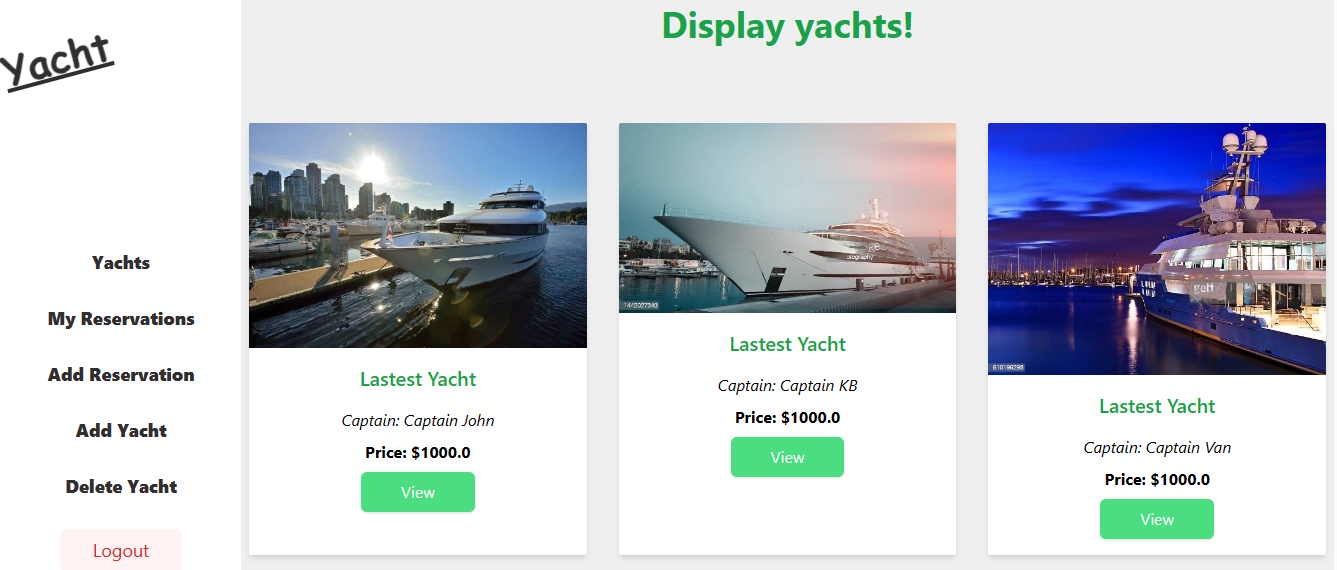 Yacht
Yachts
My Reservations
Add Reservation
Add Yacht
Delete Yacht
Logout
Display yachts!
Lastest Yacht
Captain: Captain John
Price: $1000.0
View
1442027343
Lastest Yacht
Captain: Captain KB
Price: $1000.0
View
Lastest Yacht
Captain: Captain Van
Price: $1000.0
View